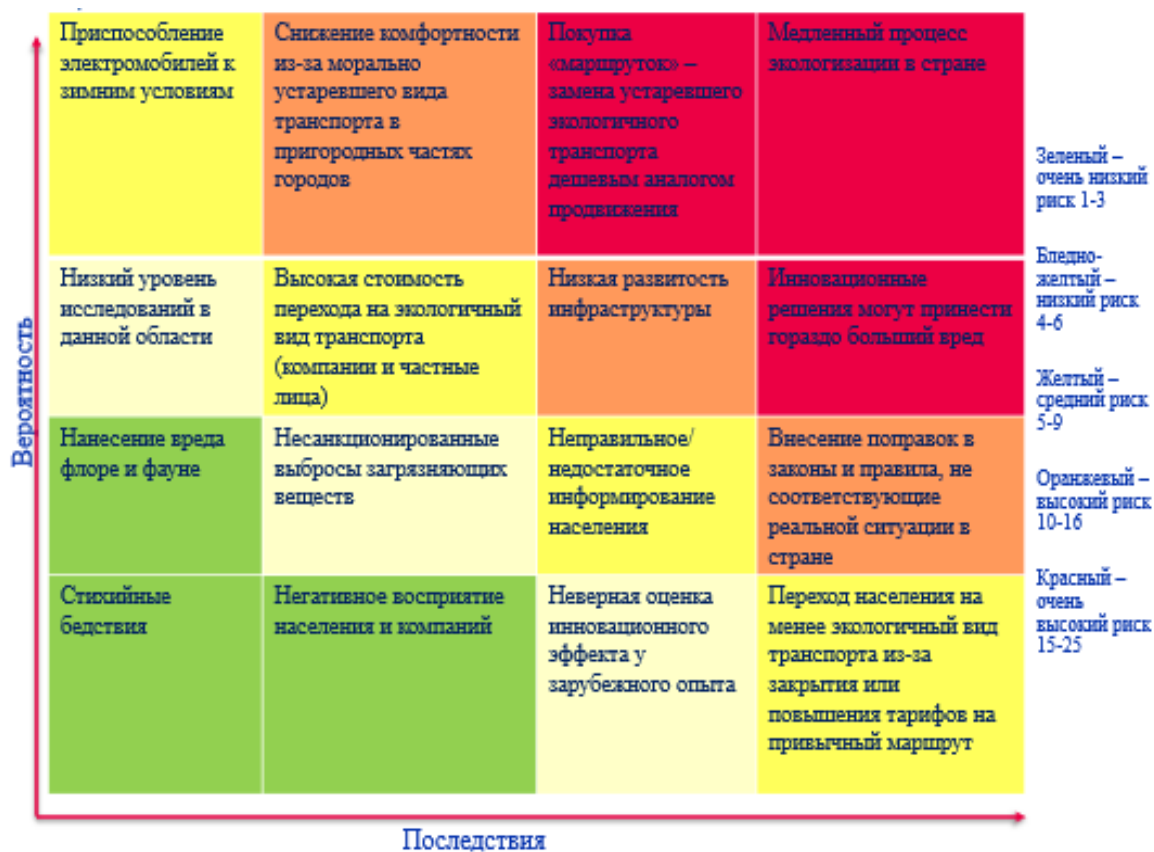 Приспособление
электромобилей к
зимним условиям
Снижение комфортности
из-за морально
устаревшего вида
транспорта в
пригородных частях
городов
Покупка
«маршруток» –
замена устаревшего
экологичного
транспорта
дешевым аналогом
продвижения
Медленный процесс
экологизации в стране
Низкий уровень
исследований в
данной области
Высокая стоимость
перехода на экологичный
вид транспорта
(компании и частные
лица)
Низкая развитость
инфраструктуры
Инновационные
решения могут принести
гораздо больший вред
Нанесение вреда
флоре и фауне
Несанкционированные
выбросы загрязняющих
веществ
Неправильное/
недостаточное
информирование
населения
Внесение поправок в
законы и правила, не
соответствующие
реальной ситуации в
стране
Стихийные
бедствия
Негативное восприятие
населения и компаний
Неверная оценка
инновационного
эффекта у
зарубежного опыта
Переход населения на
менее экологичный вид
транспорта из-за
закрытия или
повышения тарифов на
привычный маршрут
Вероятность
Последствия
Зеленый –
очень низкий
риск 1-3
Бледно-
желтый –
низкий риск
4-6
Желтый –
средний риск
5-9
Оранжевый –
высокий риск
10-16
Красный –
очень
высокий риск
15-25